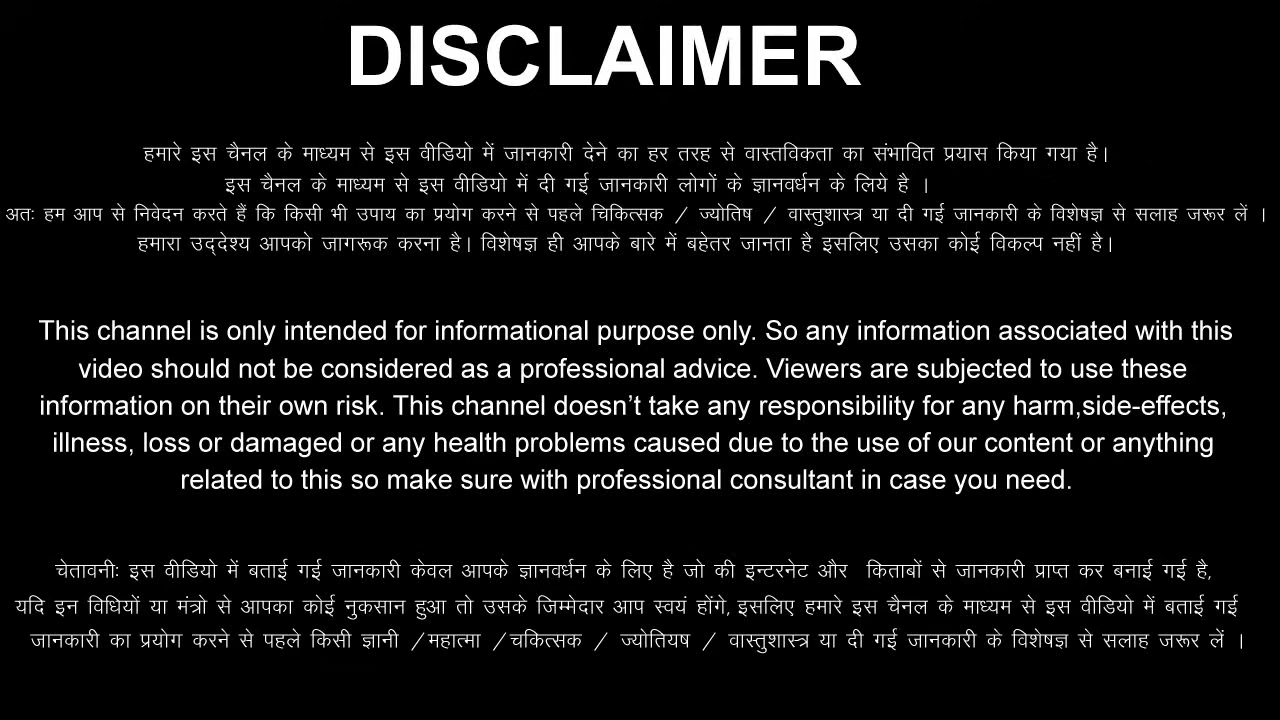 DISCLAIMER
हमारे इस चैनल के माध्यम से इस वीडियो में जानकारी देने का हर तरह से वास्तविकता का संभावित प्रयास किया गया है।
इस चैनल के माध्यम से इस वीडियो में दी गई जानकारी लोगों के ज्ञानवर्धन के लिये है ।
अतः हम आप से निवेदन करते हैं कि किसी भी उपाय का प्रयोग करने से पहले चिकित्सक / ज्योतिष / वास्तुशास्त्र या दी गई जानकारी के विशेषज्ञ से सलाह जरूर लें ।
हमारा उद्देश्य आपको जागरूक करना है। विशेषज्ञ ही आपके बारे में बहेतर जानता है इसलिए उसका कोई विकल्प नहीं है।
This channel is only intended for informational purpose only. So any information associated with this
video should not be considered as a professional advice. Viewers are subjected to use these
information on their own risk. This channel doesn’t take any responsibility for any harm,side-effects,
illness, loss or damaged or any health problems caused due to the use of our content or anything
related to this so make sure with professional consultant in case you need.
चेतावनीः इस वीडियो में बताई गई जानकारी केवल आपके ज्ञानवर्धन के लिए है जो की इन्टरनेट और किताबों से जानकारी प्राप्त कर बनाई गई है,
यदि इन विधियों या मंत्रो से आपका कोई नुकसान हुआ तो उसके जिम्मेदार आप स्वयं होंगे, इसलिए हमारे इस चैनल के माध्यम से इस वीडियो में बताई गई
जानकारी का प्रयोग करने से पहले किसी ज्ञानी /महात्मा /चकित्सक / ज्योतियष / वास्तुशास्त्र या दी गई जानकारी के विशेषज्ञ से सलाह जरूर लें ।